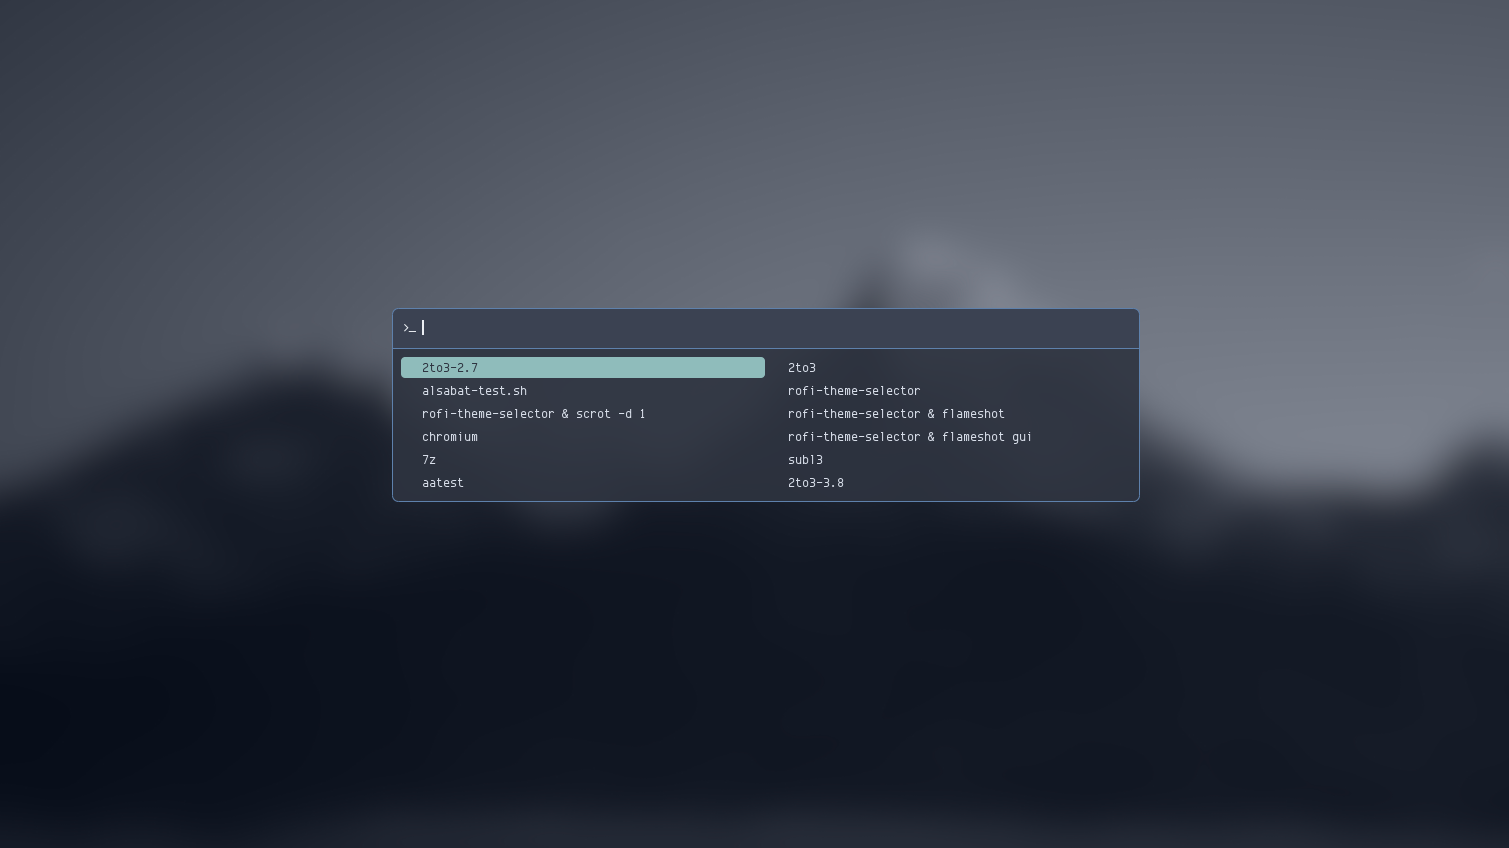 >_
2to3-2.7
2to3
alsabat-test.sh
rofi-theme-selector
rofi-theme-selector & scrot -d 1
rofi-theme-selector & flameshot
chromium
rofi-theme-selector & flameshot gui
7z
subl3
aatest
2to3-3.8